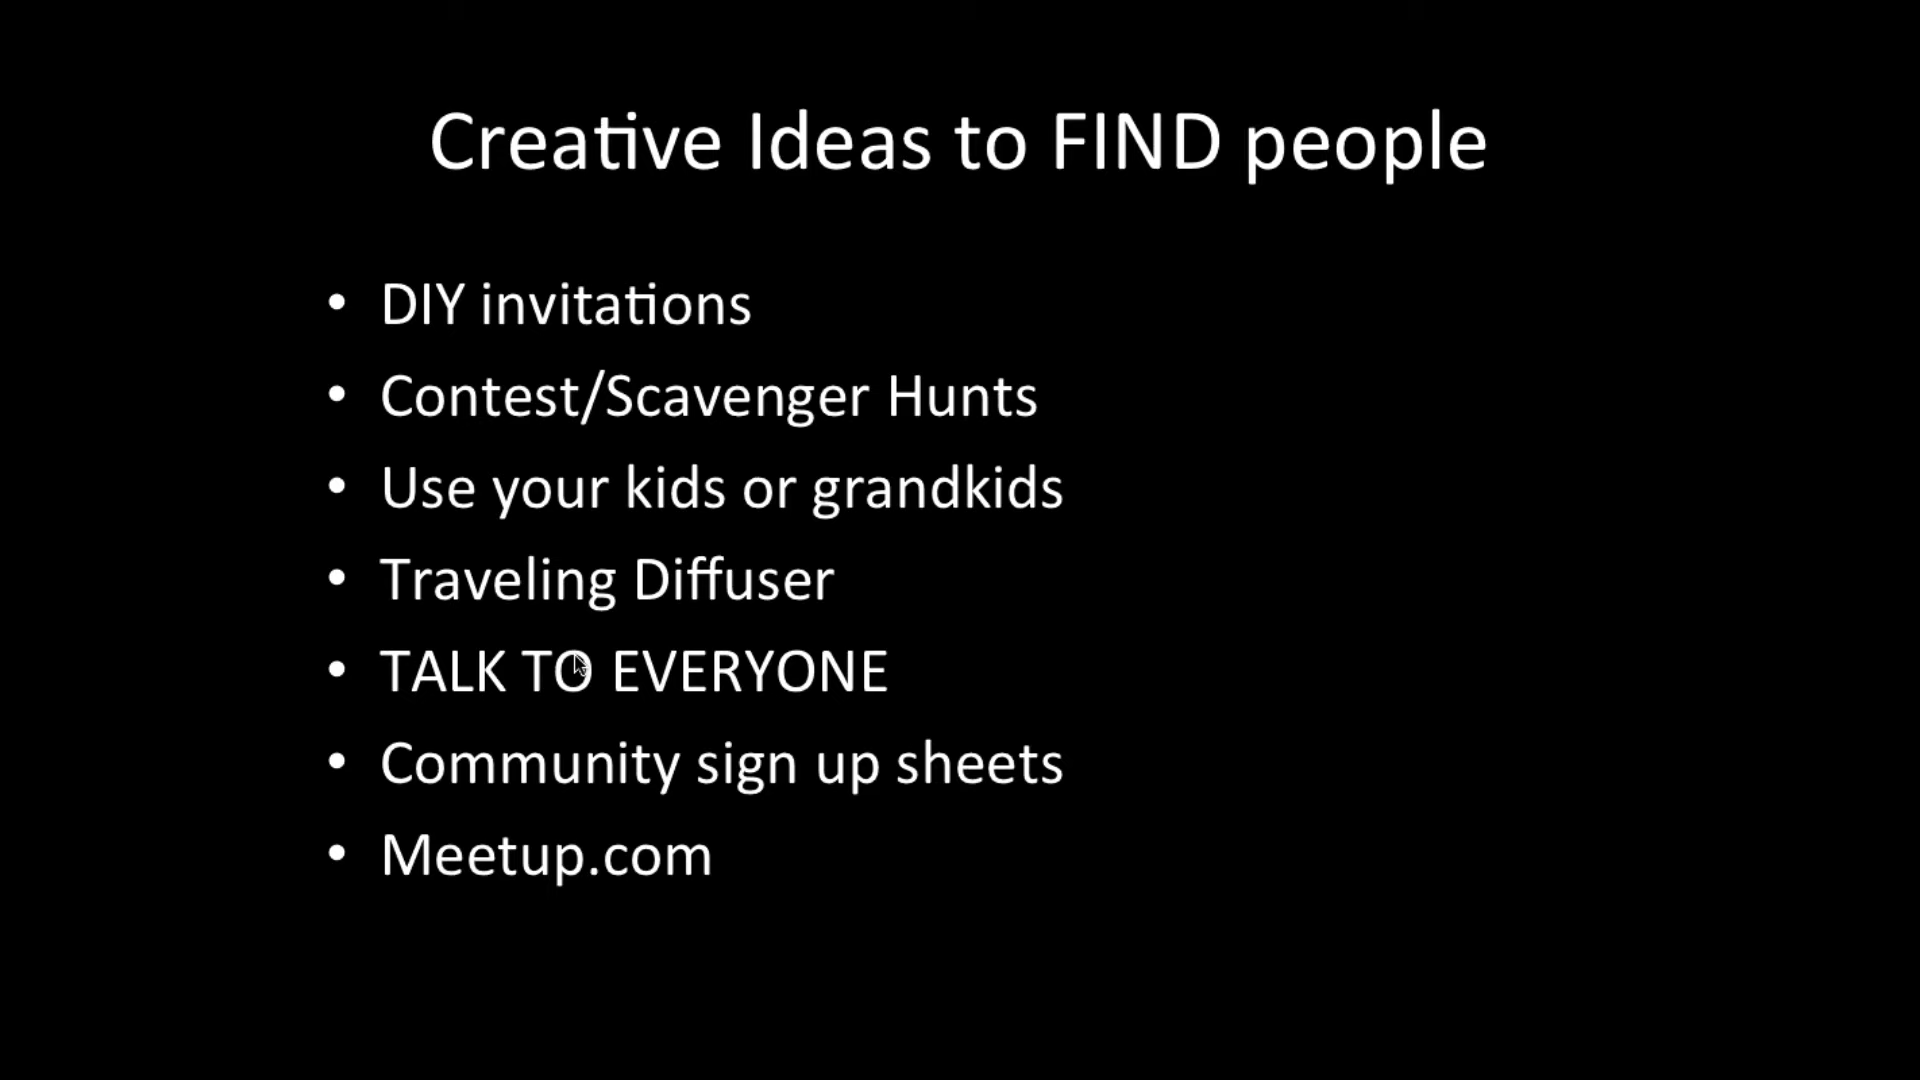 Creative Ideas to FIND people
• DIY invitations
• Contest/Scavenger Hunts
• Use your kids or grandkids
• Traveling Diffuser
• TALK TO EVERYONE
• Community sign up sheets
• Meetup.com